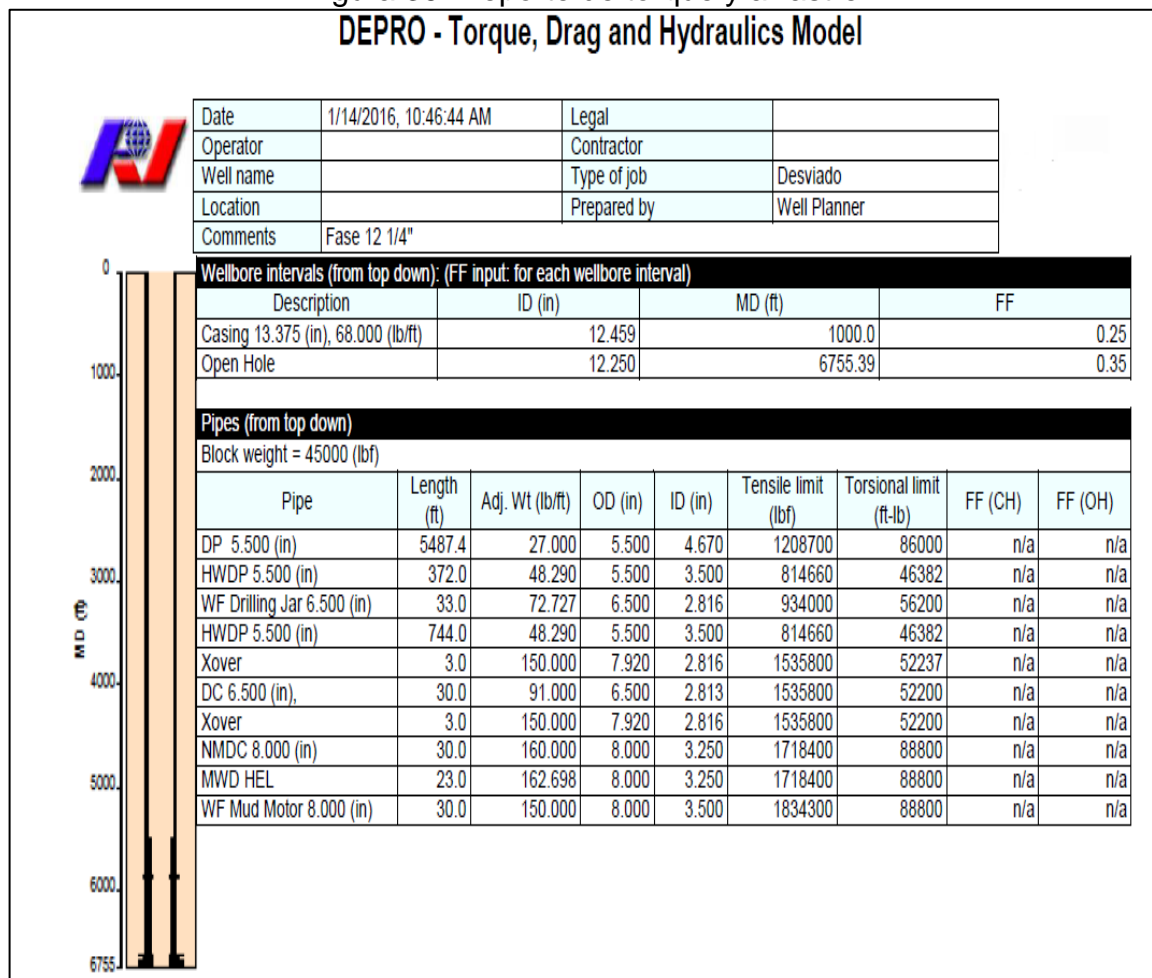 DEPRO - Torque, Drag and Hydraulics Model
Date 1/14/2016, 10:46:44 AM Legal
Operator Contractor
Well name Type of job Desviado
Location Prepared by Well Planner
Comments Fase 12 1/4"
Wellbore intervals (from top down): (FF input: for each wellbore interval)
Description ID (in) MD (ft) FF
Casing 13.375 (in), 68.000 (lb/ft) 12.459 1000.0 0.25
Open Hole 12.250 6755.39 0.35
Pipes (from top down)
Block weight = 45000 (lbf)
Pipe Length (ft) Adj. Wt (lb/ft) OD (in) ID (in) Tensile limit (lbf) Torsional limit (ft-lb) FF (CH) FF (OH)
DP 5.500 (in) 5487.4 27.000 5.500 4.670 1208700 86000 n/a n/a
HWDP 5.500 (in) 372.0 48.290 5.500 3.500 814660 46382 n/a n/a
WF Drilling Jar 6.500 (in) 33.0 72.727 6.500 2.816 934000 56200 n/a n/a
HWDP 5.500 (in) 744.0 48.290 5.500 3.500 814660 46382 n/a n/a
Xover 3.0 150.000 7.920 2.816 1535800 52237 n/a n/a
DC 6.500 (in), 30.0 91.000 6.500 2.813 1535800 52200 n/a n/a
Xover 3.0 150.000 7.920 2.816 1535800 52200 n/a n/a
NMDC 8.000 (in) 30.0 160.000 8.000 3.250 1718400 88800 n/a n/a
MWD HEL 23.0 162.698 8.000 3.250 1718400 88800 n/a n/a
WF Mud Motor 8.000 (in) 30.0 150.000 8.000 3.500 1834300 88800 n/a n/a
0
1000
2000
3000
MD (ft)
4000
5000
6000
6755